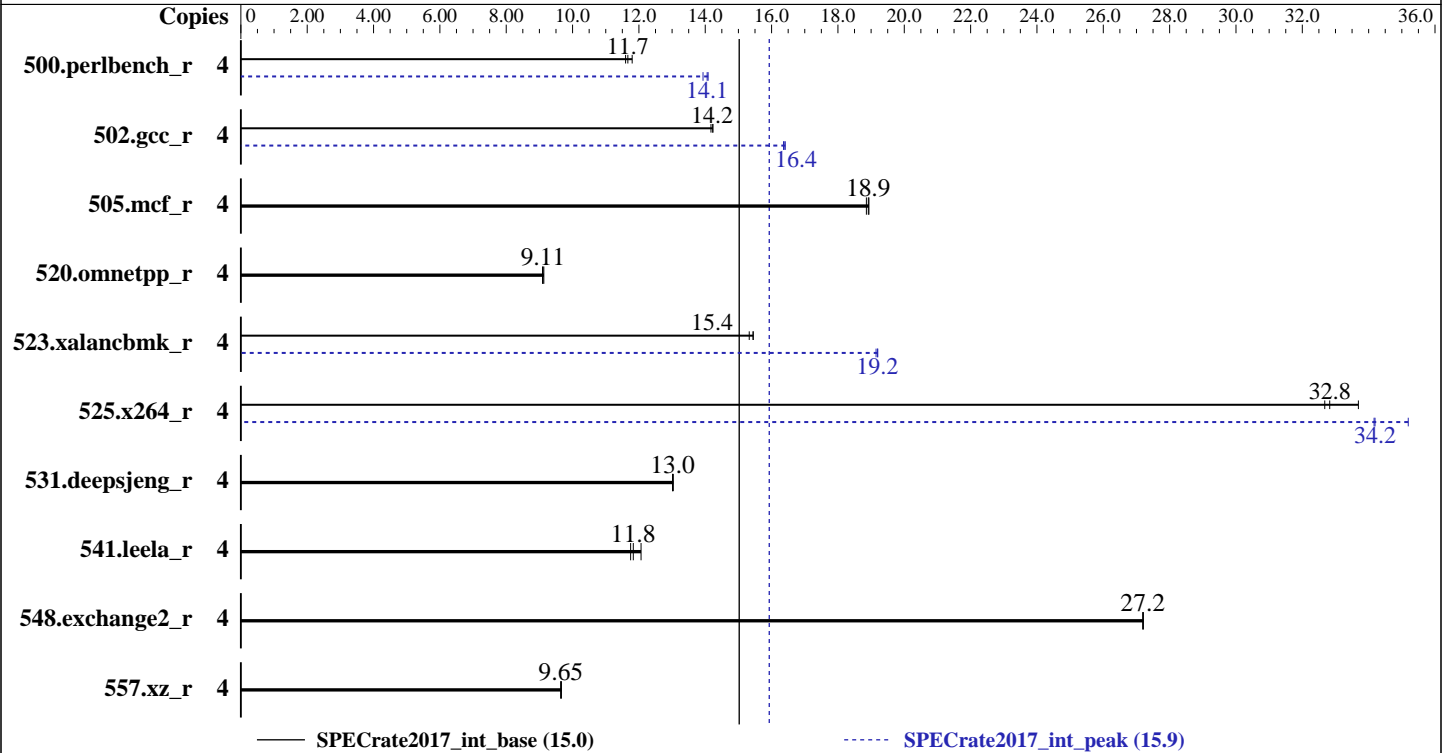 Copies 0 2.00 4.00 6.00 8.00 10.0 12.0 14.0 16.0 18.0 20.0 22.0 24.0 26.0 28.0 30.0 32.0 36.0
11.7
500.perlbench_r 4
14.1
14.2
502.gcc_r 4
16.4
18.9
505.mcf_r 4
9.11
520.omnetpp_r 4
15.4
523.xalancbmk_r 4
19.2
32.8
525.x264_r 4
34.2
13.0
531.deepsjeng_r 4
11.8
541.leela_r 4
27.2
548.exchange2_r 4
9.65
557.xz_r 4
SPECrate2017_int_base (15.0) SPECrate2017_int_peak (15.9)